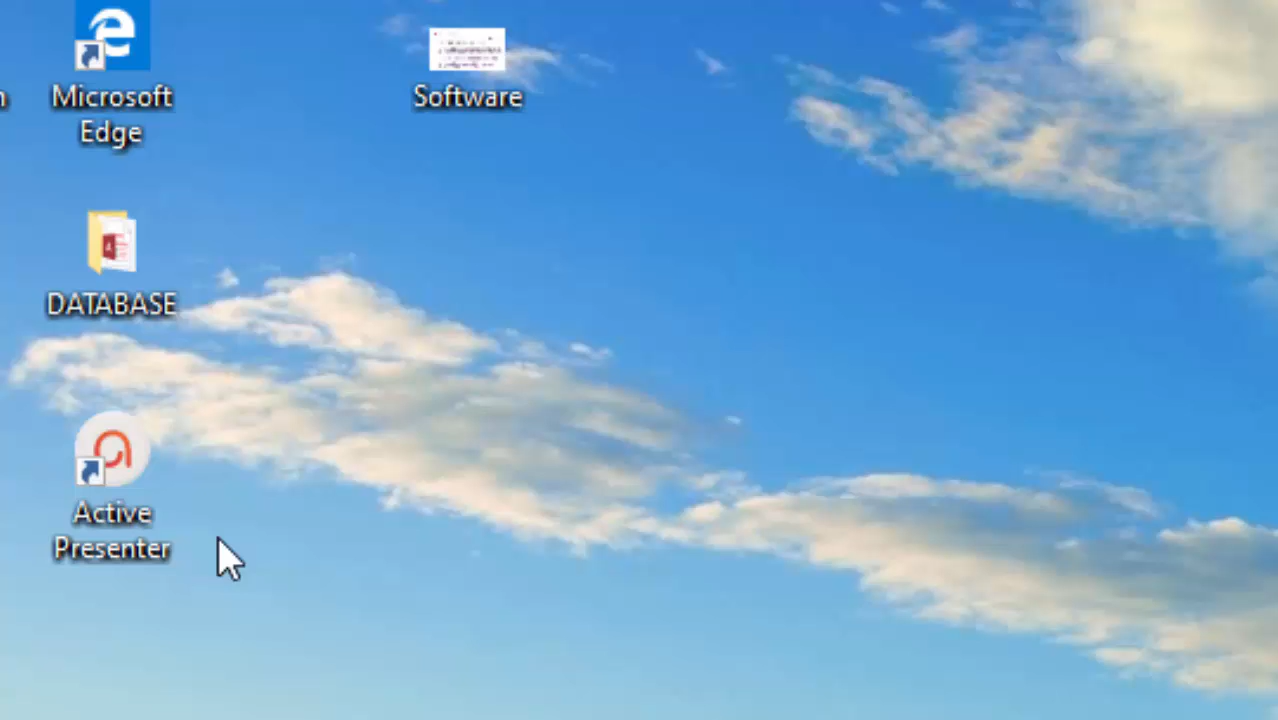 Microsoft
Edge
Software
DATABASE
Active
Presenter